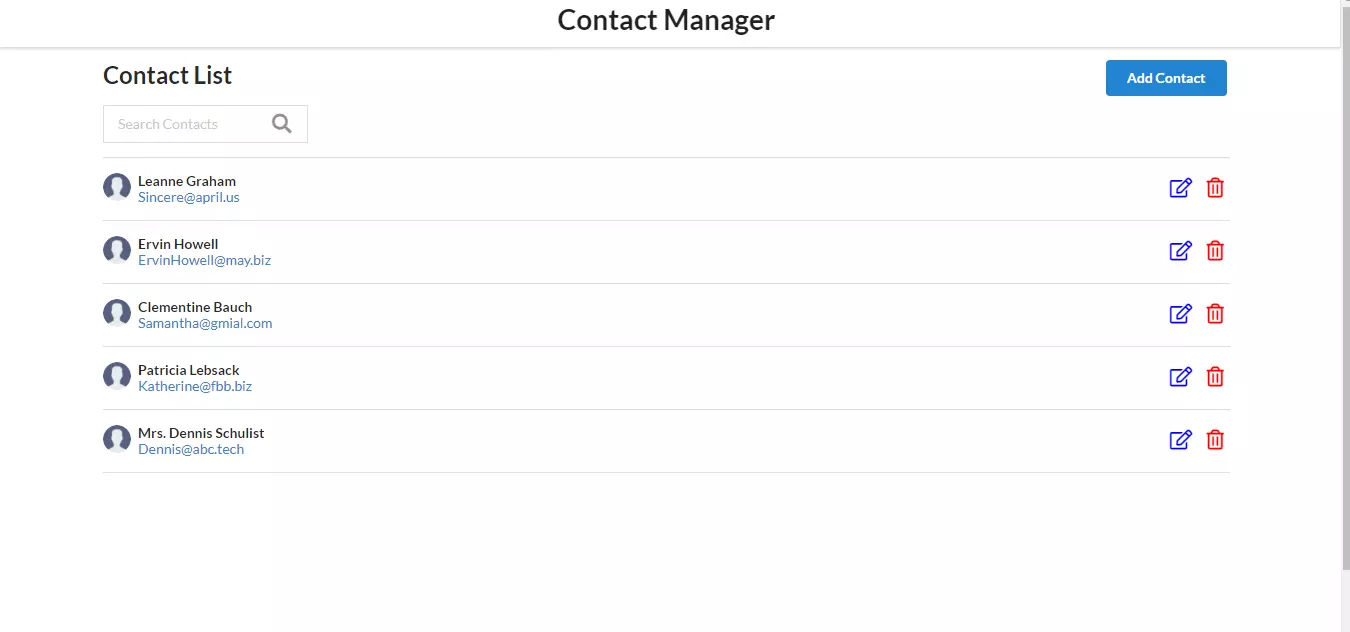 Contact Manager
Contact List
Add Contact
Search Contacts
Leanne Graham
Sincere@april.us
Ervin Howell
ErvinHowell@may.biz
Clementine Bauch
Samantha@gmial.com
Patricia Lebsack
Katherine@fbb.biz
Mrs. Dennis Schulist
Dennis@abc.tech